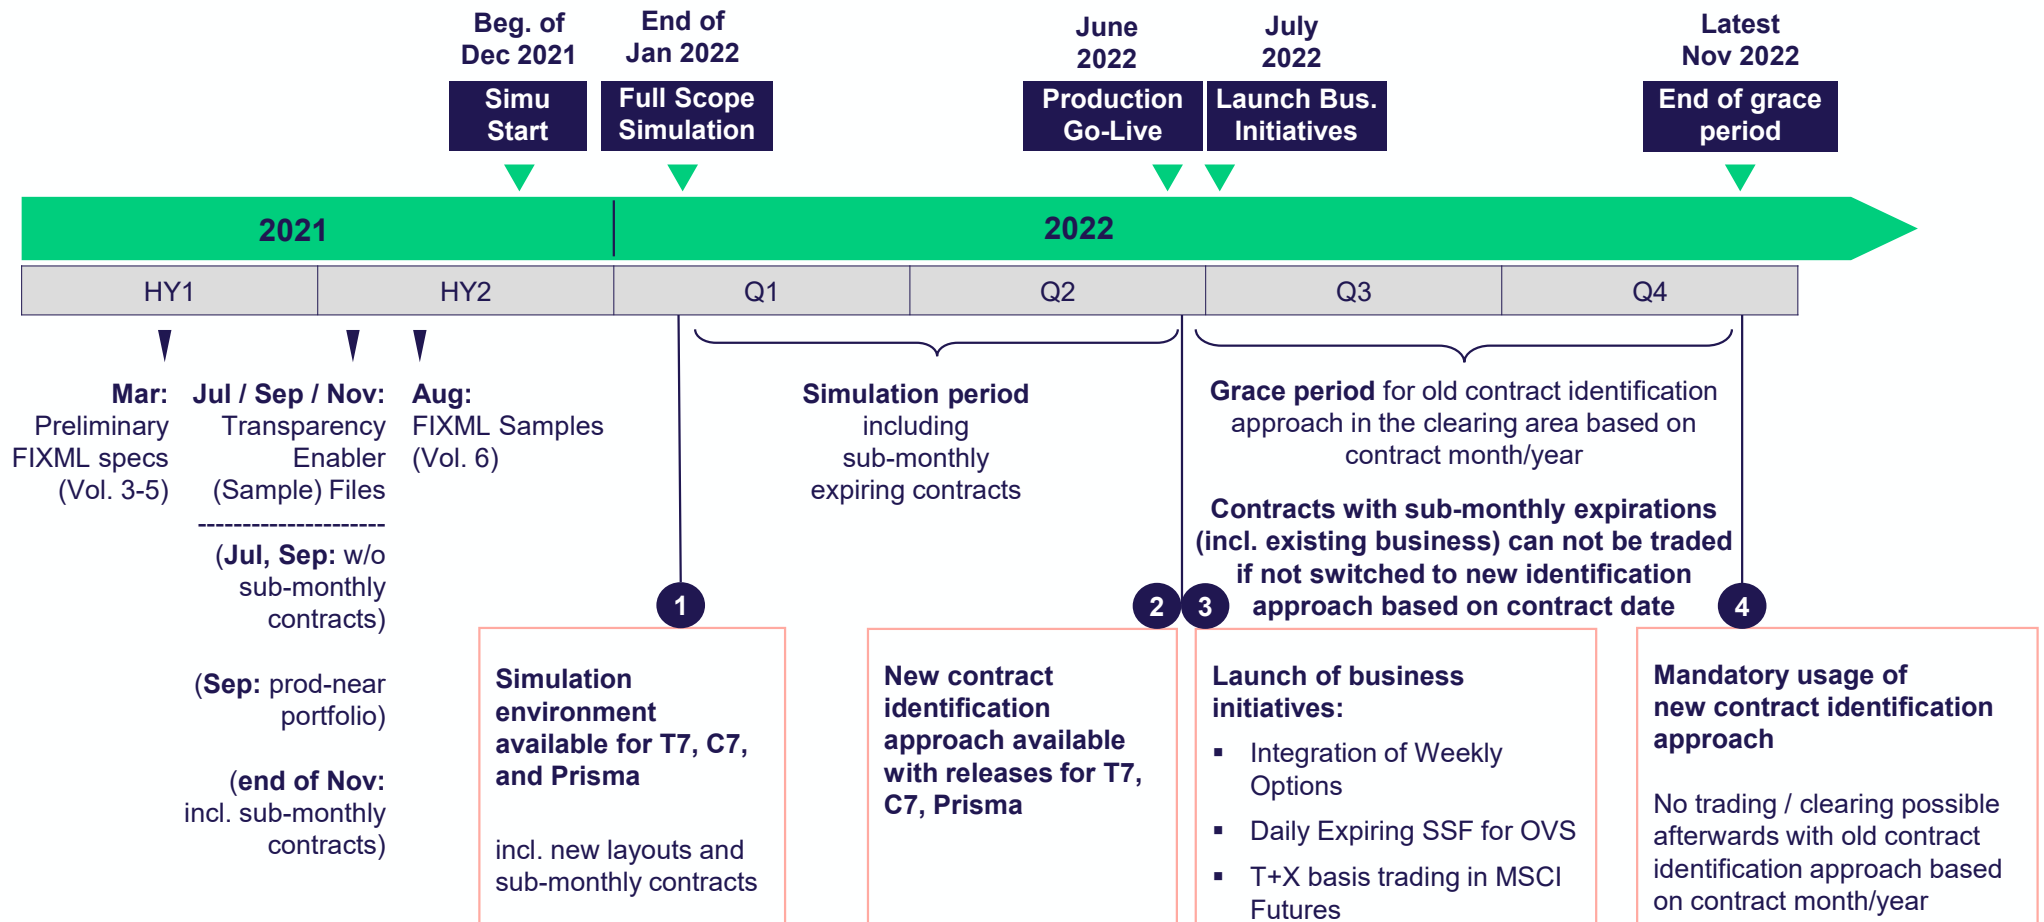 Beg. of
Dec 2021
End of
Jan 2022
June
2022
July
2022
Latest
Nov 2022
Simu
Start
Full Scope
Simulation
Production
Go-Live
Launch Bus.
Initiatives
End of grace
period
2021
2022
HY1
HY2
Q1
Q2
Q3
Q4
Mar:
Preliminary
FIXML specs
(Vol. 3-5)
Jul / Sep / Nov:
Transparency
Enabler
(Sample) Files
---------------------
(Jul, Sep: w/o
sub-monthly
contracts)
(Sep: prod-near
portfolio)
(end of Nov:
incl. sub-monthly
contracts)
Aug:
FIXML Samples
(Vol. 6)
Simulation period
including
sub-monthly
expiring contracts
Grace period for old contract identification
approach in the clearing area based on
contract month/year
Contracts with sub-monthly expirations
(incl. existing business) can not be traded
if not switched to new identification
approach based on contract date
1
2
3
4
Simulation
environment
available for T7, C7,
and Prisma
incl. new layouts and
sub-monthly contracts
New contract
identification
approach available
with releases for T7,
C7, Prisma
Launch of business
initiatives:
▪ Integration of Weekly
Options
▪ Daily Expiring SSF for OVS
▪ T+X basis trading in MSCI
Futures
Mandatory usage of
new contract identification
approach
No trading / clearing possible
afterwards with old contract
identification approach based
on contract month/year